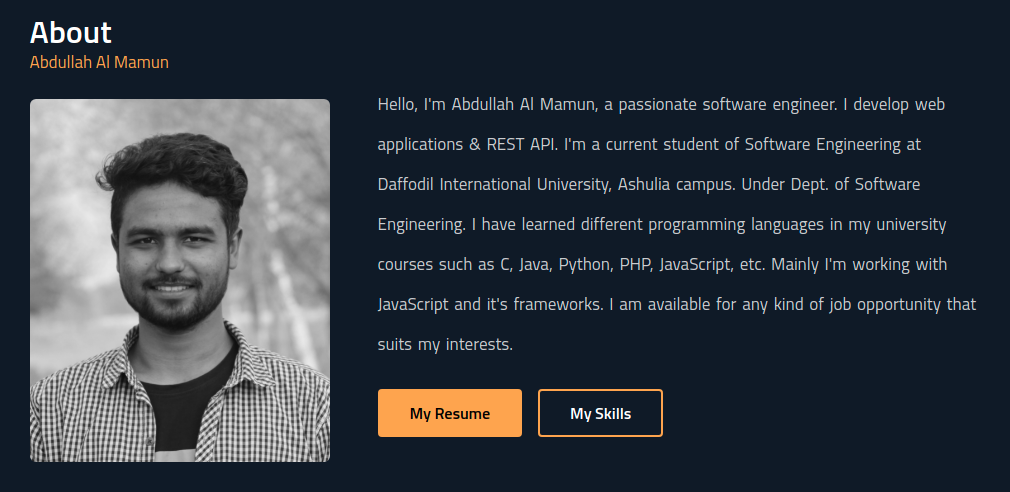 About
Abdullah Al Mamun
Hello, I'm Abdullah Al Mamun, a passionate software engineer. I develop web
applications & REST API. I'm a current student of Software Engineering at
Daffodil International University, Ashulia campus. Under Dept. of Software
Engineering. I have learned different programming languages in my university
courses such as C, Java, Python, PHP, JavaScript, etc. Mainly I'm working with
JavaScript and it's frameworks. I am available for any kind of job opportunity that
suits my interests.
My Resume
My Skills